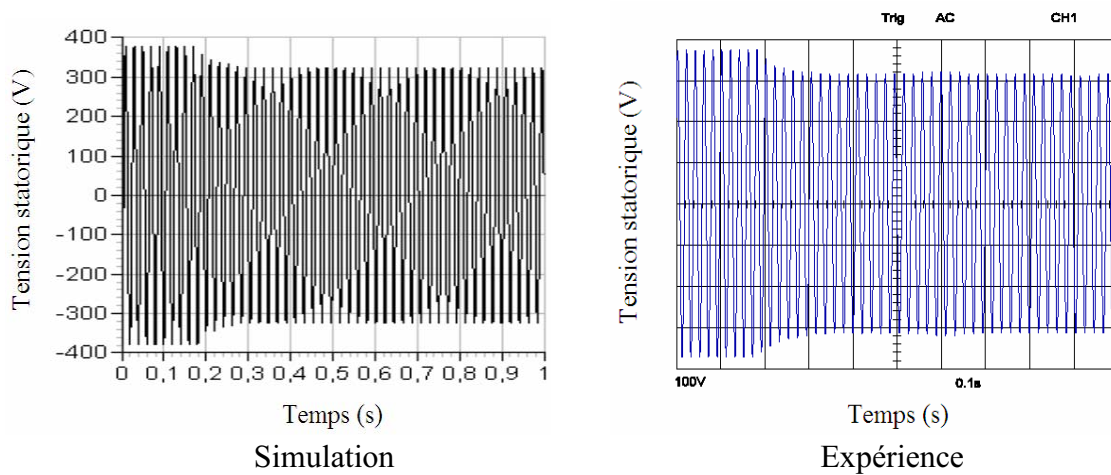 Trig AC CH1
Tension statorique (V)
400
300
200
100
0
-100
-200
-300
-400
0 0,1 0,2 0,3 0,4 0,5 0,6 0,7 0,8 0,9 1
Temps (s)
Simulation
Tension statorique (V)
100V 0.1s
Temps (s)
Expérience